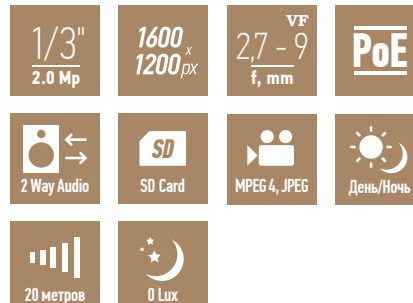 1/3"
2.0 Mp
1600 x
1200 px
VF
2,7 - 9
f, mm
PoE
2 Way Audio
SD
SD Card
MPEG 4, JPEG
День/Ночь
20 метров
0 Lux